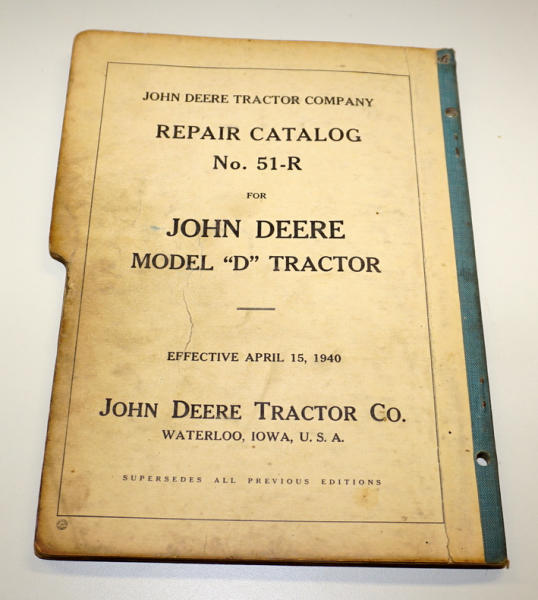 JOHN DEERE TRACTOR COMPANY
REPAIR CATALOG
No. 51-R
FOR
JOHN DEERE
MODEL "D" TRACTOR
EFFECTIVE APRIL 15, 1940
JOHN DEERE TRACTOR CO.
WATERLOO, IOWA, U. S. A.
SUPERSEDES ALL PREVIOUS EDITIONS